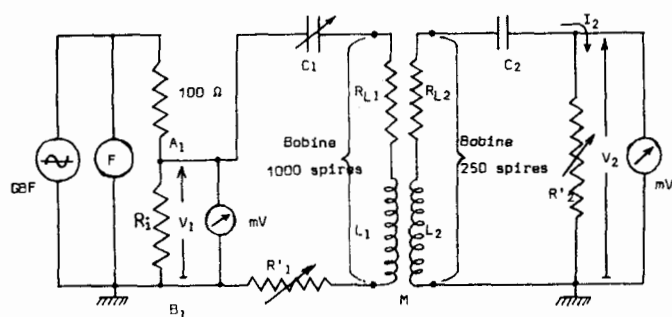 I2
C1
C2
100 Ω
RL1
RL2
A1
Bobine
1000 spires
Bobine
250 spires
GBF
F
Ri
V1
mV
R'2
V2
mV
L1
L2
R'1
B1
M